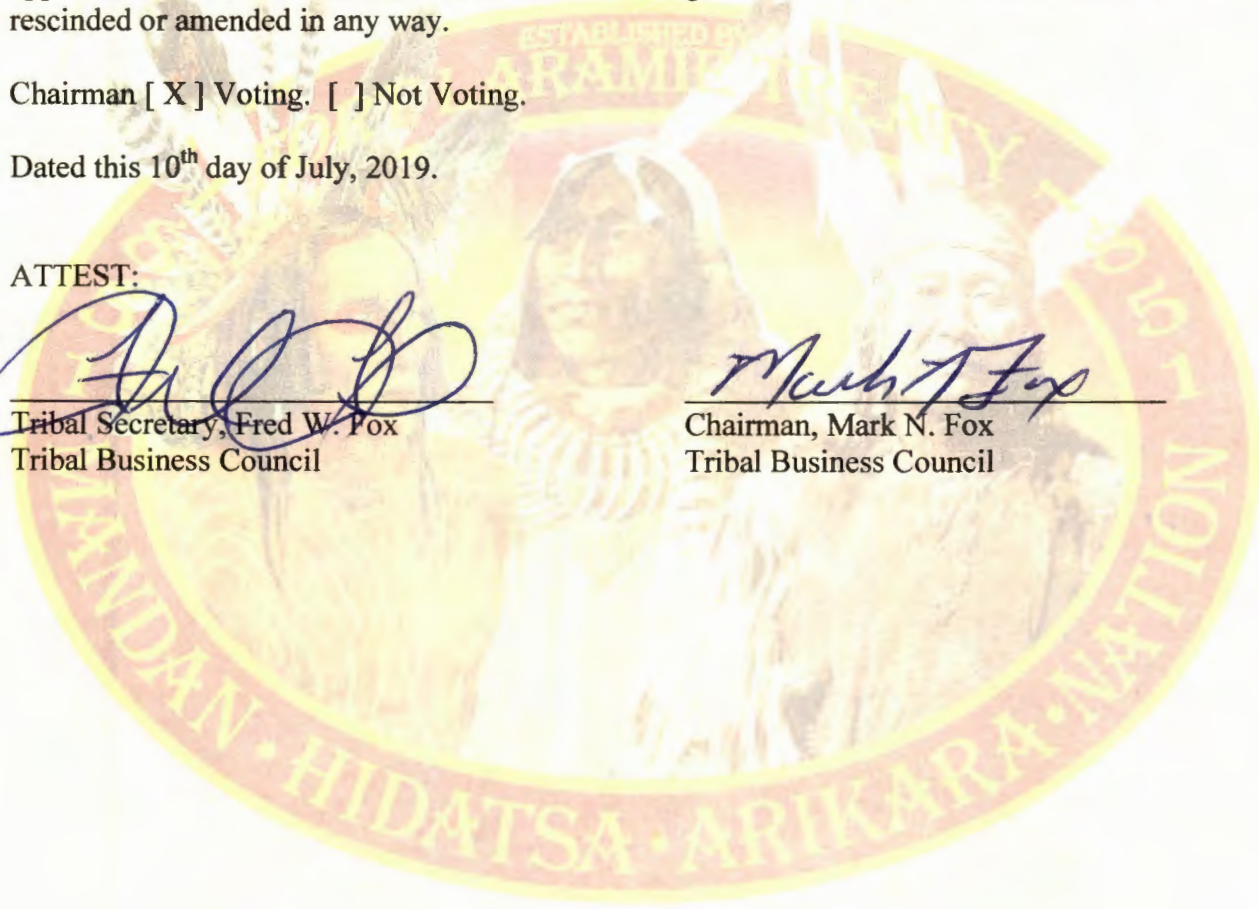 rescinded or amended in any way.
Chairman [ X ] Voting. [ ] Not Voting.
Dated this 10th day of July, 2019.
ATTEST:
Mark N Fox
Tribal Secretary, Fred W. Fox
Tribal Business Council
Chairman, Mark N. Fox
Tribal Business Council
ESTABLISHED BY
LARAMIE TREATY 1851
MANDAN · HIDATSA · ARIKARA · NATION